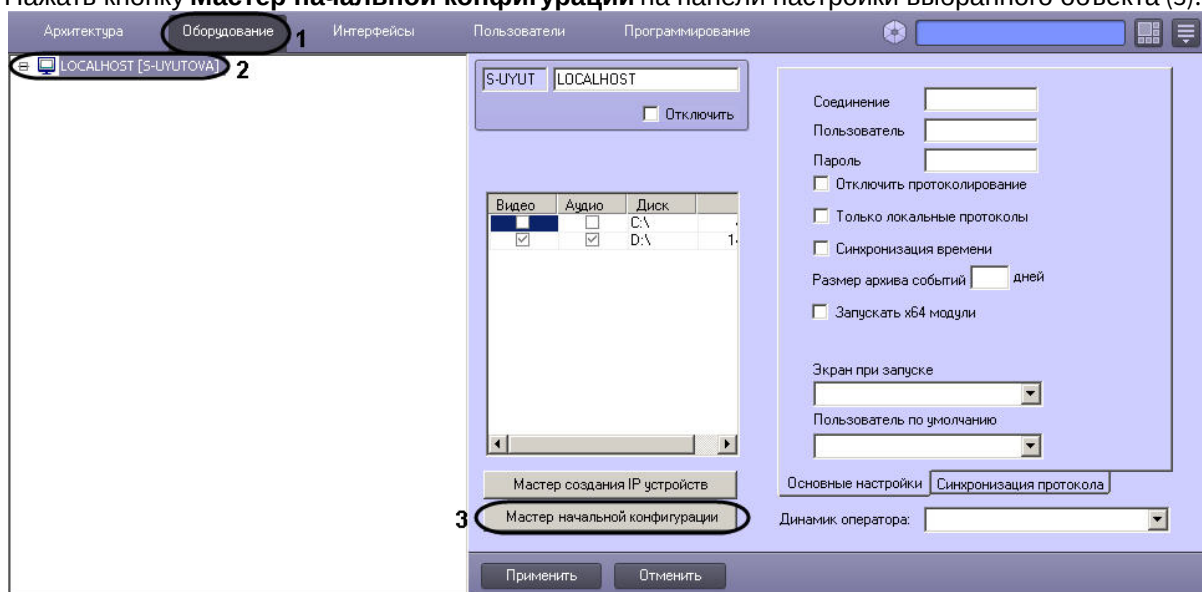 Нажать кнопку Мастер начальной конфигурации на панели настройки выбранного объекта (3).
Архитектура Оборудование 1 Интерфейсы Пользователи Программирование
LOCALHOST [S-UYUTOVA] 2
S-UYUT LOCALHOST
Отключить
Видео Аудио Диск
C:\
D:\ 1
Мастер создания IP устройств
3 Мастер начальной конфигурации
Соединение
Пользователь
Пароль
Отключить протоколирование
Только локальные протоколы
Синхронизация времени
Размер архива событий дней
Запускать x64 модули
Экран при запуске
Пользователь по умолчанию
Основные настройки Синхронизация протокола
Динамик оператора:
Применить Отменить